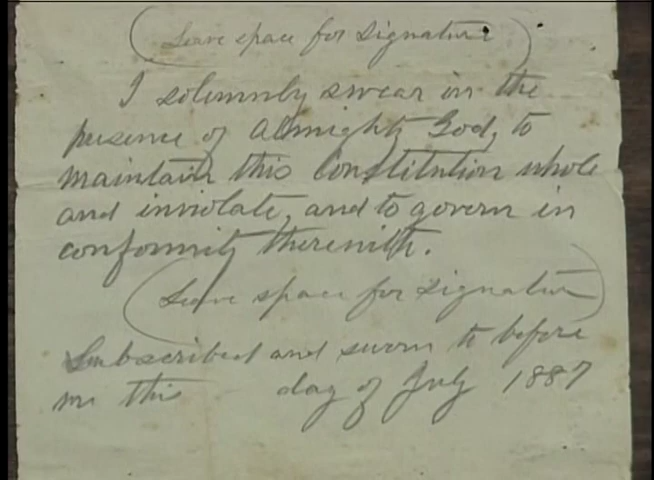 (Leave space for Signature)
I solemnly swear in the
presence of Almighty God, to
maintain this Constitution whole
and inviolate, and to govern in
conformity therewith.
(Leave space for signature)
Subscribed and sworn to before
me this day of July 1887